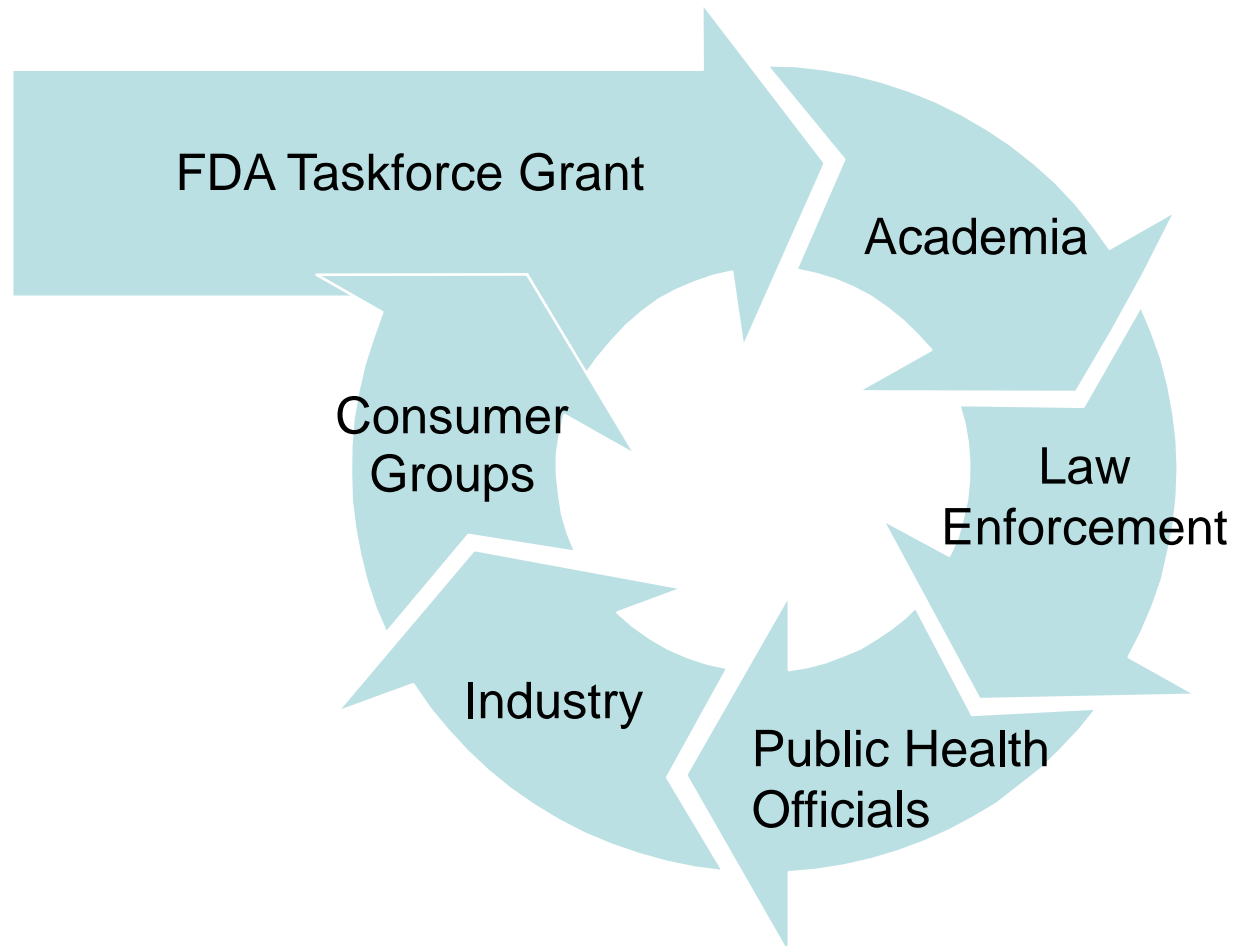 FDA Taskforce Grant
Academia
Law
Enforcement
Public Health
Officials
Industry
Consumer
Groups